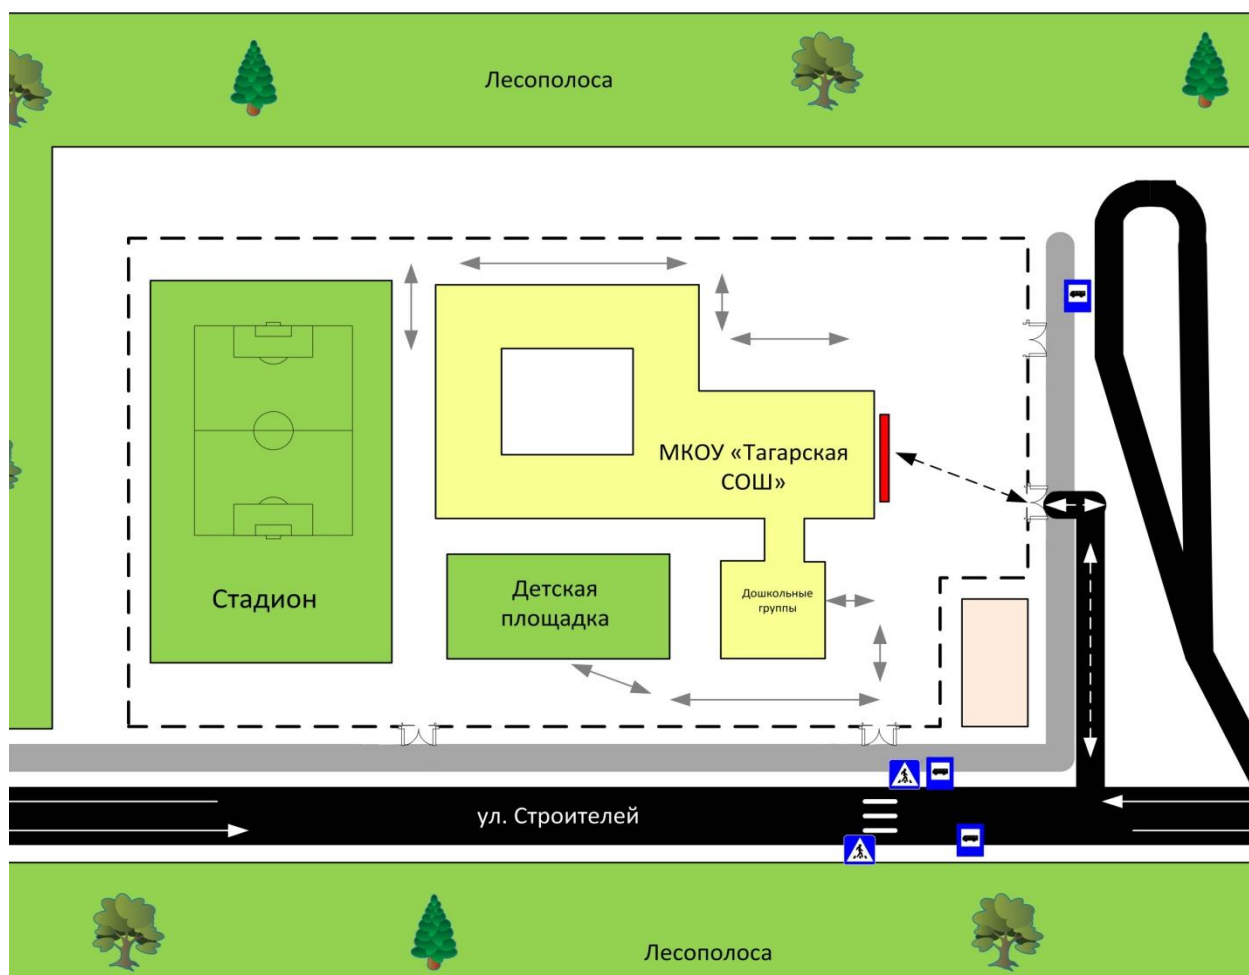 Лесополоса
МКОУ «Тагарская
СОШ»
Стадион
Детская
площадка
Дошкольные
группы
ул. Строителей
Лесополоса